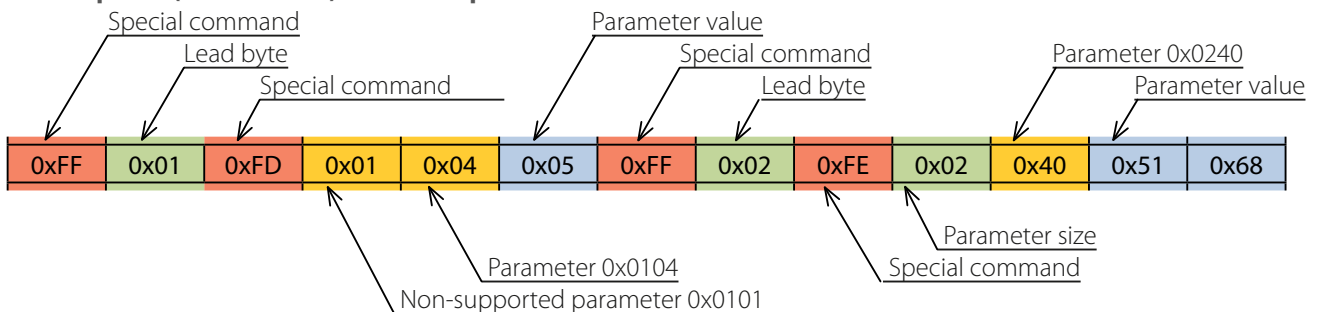 Special command
Parameter value
Lead byte
Special command
Parameter 0x0240
Special command
Lead byte
Parameter value
0xFF 0x01 0xFD 0x01 0x04 0x05 0xFF 0x02 0xFE 0x02 0x40 0x51 0x68
Parameter size
Parameter 0x0104
Special command
Non-supported parameter 0x0101